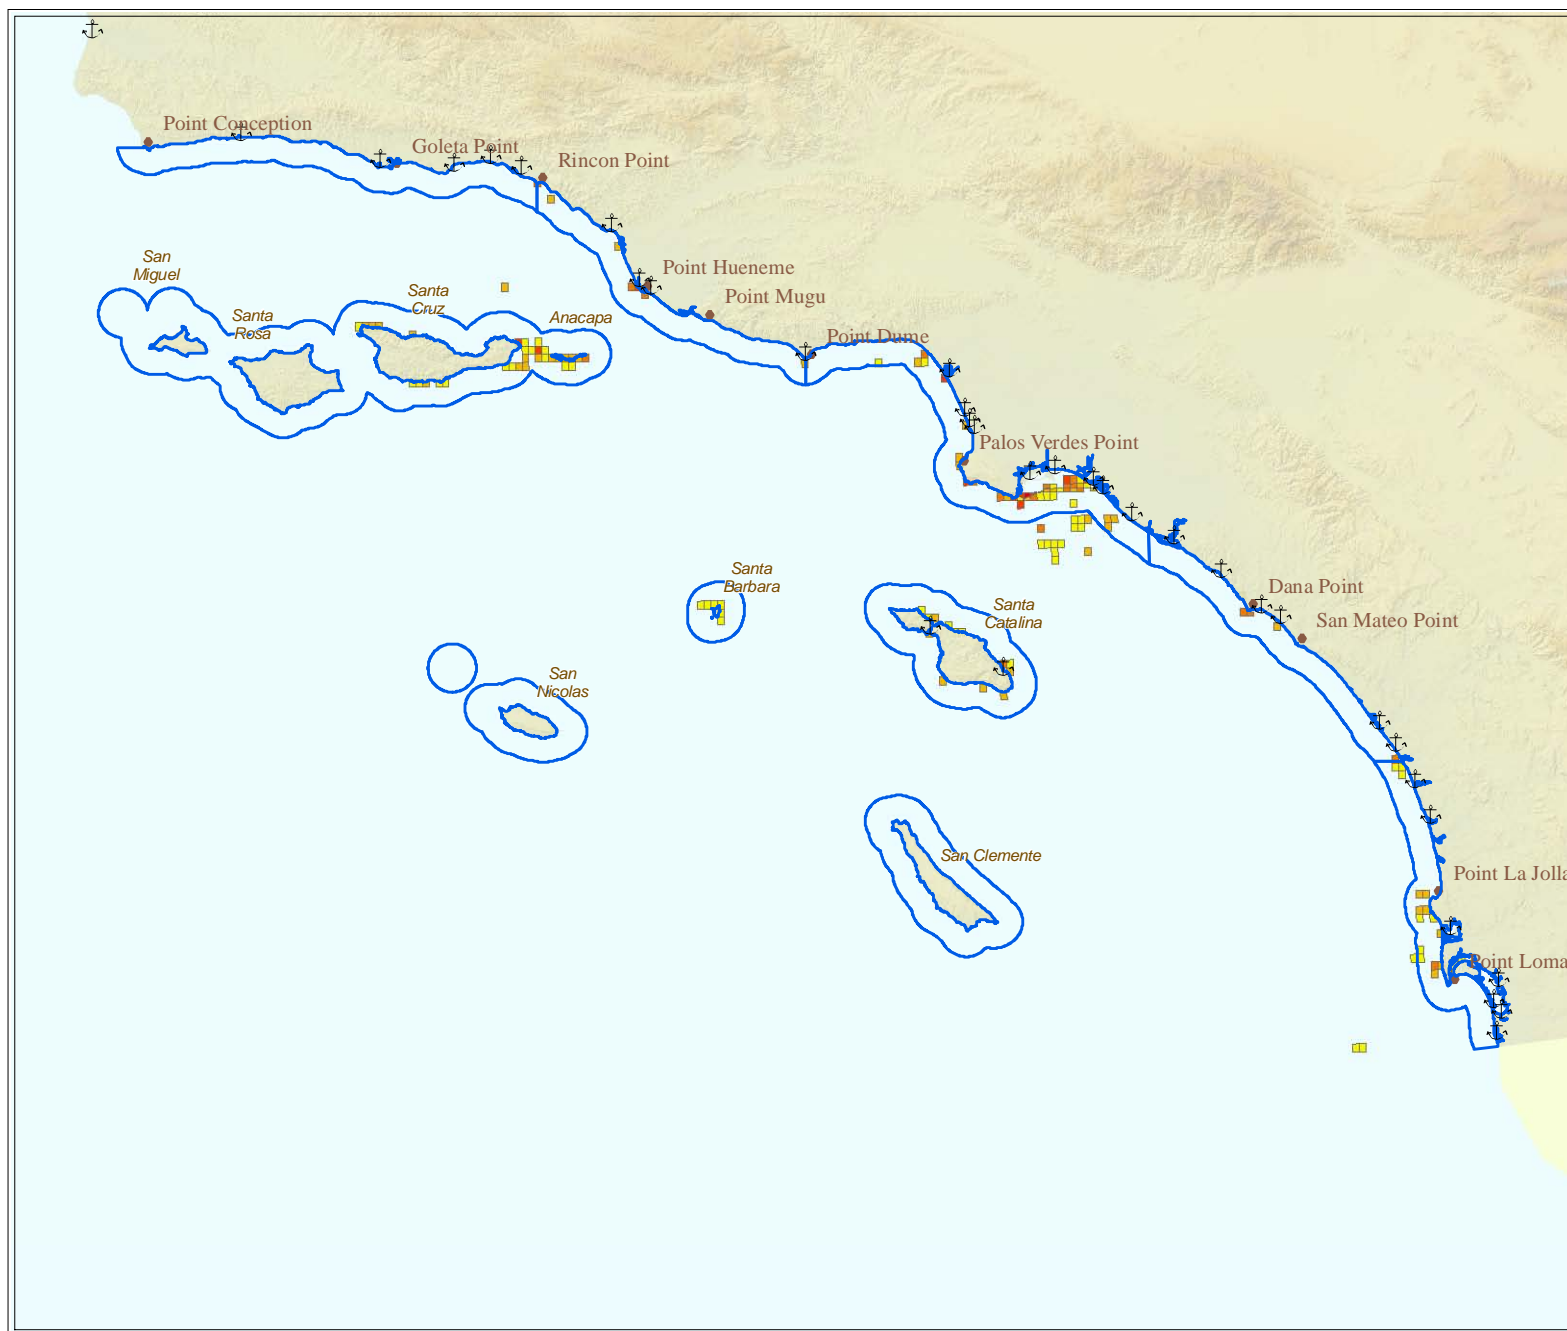 Point Conception
Goleta Point
Rincon Point
San
Miguel
Santa
Rosa
Santa
Cruz
Anacapa
Point Hueneme
Point Mugu
Point Dume
Palos Verdes Point
Santa
Barbara
Santa
Catalina
Dana Point
San Mateo Point
San
Nicolas
San Clemente
Point La Jolla
Point Loma